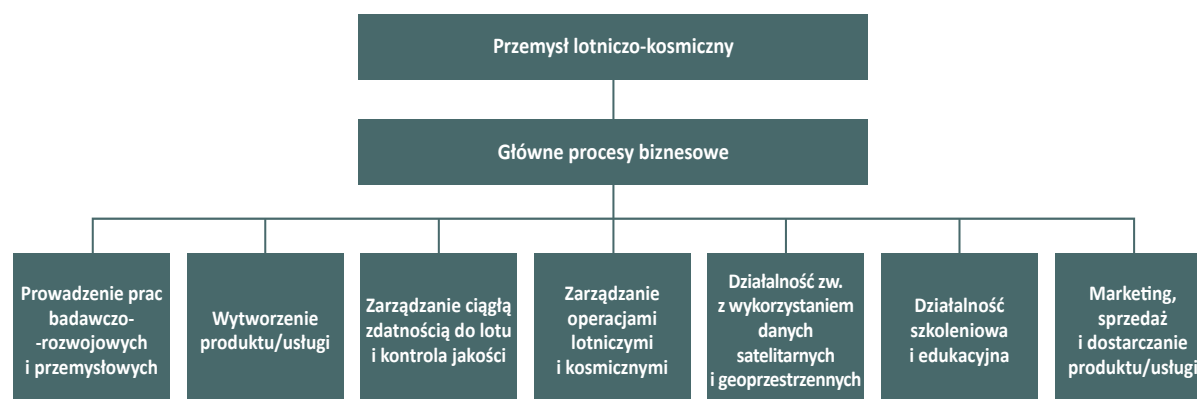 Przemysł lotniczo-kosmiczny
Główne procesy biznesowe
Prowadzenie prac
badawczo-
-rozwojowych
i przemysłowych
Wytworzenie
produktu/usługi
Zarządzanie ciągłą
zdatnością do lotu
i kontrola jakości
Zarządzanie
operacjami
lotniczymi
i kosmicznymi
Działalność zw.
z wykorzystaniem
danych
satelitarnych
i geoprzestrzennych
Działalność
szkoleniowa
i edukacyjna
Marketing,
sprzedaż
i dostarczanie
produktu/usługi